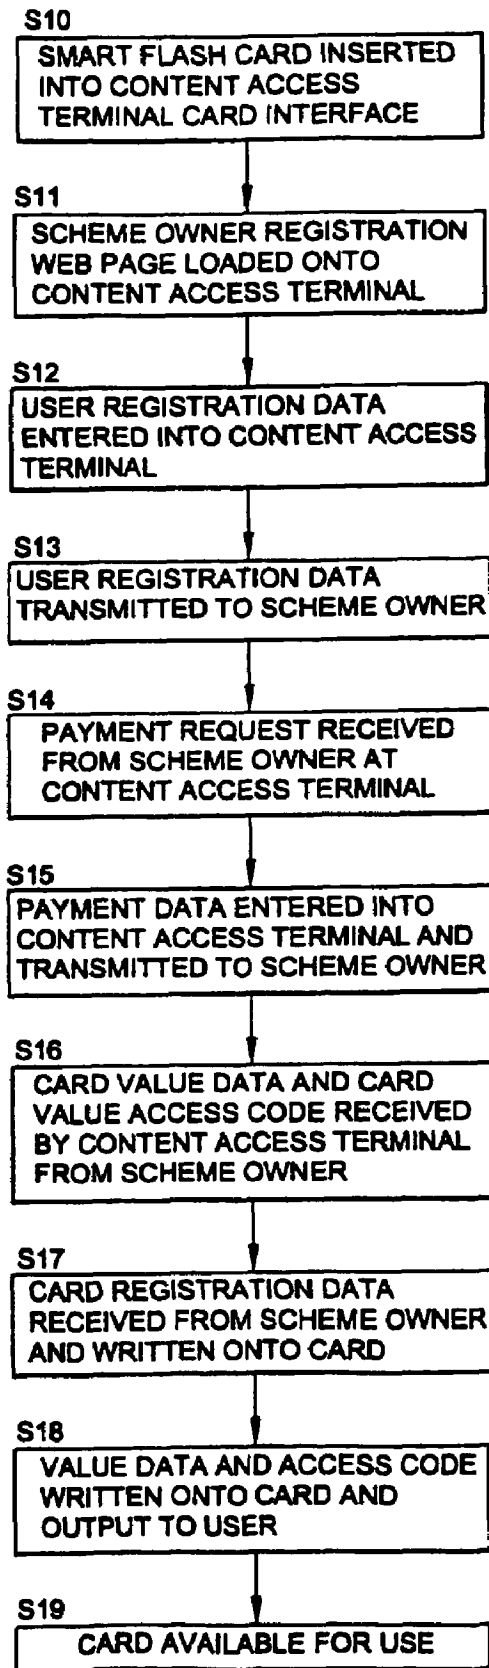 S10
SMART FLASH CARD INSERTED
INTO CONTENT ACCESS
TERMINAL CARD INTERFACE
S11
SCHEME OWNER REGISTRATION
WEB PAGE LOADED ONTO
CONTENT ACCESS TERMINAL
S12
USER REGISTRATION DATA
ENTERED INTO CONTENT ACCESS
TERMINAL
S13
USER REGISTRATION DATA
TRANSMITTED TO SCHEME OWNER
S14
PAYMENT REQUEST RECEIVED
FROM SCHEME OWNER AT
CONTENT ACCESS TERMINAL
S15
PAYMENT DATA ENTERED INTO
CONTENT ACCESS TERMINAL AND
TRANSMITTED TO SCHEME OWNER
S16
CARD VALUE DATA AND CARD
VALUE ACCESS CODE RECEIVED
BY CONTENT ACCESS TERMINAL
FROM SCHEME OWNER
S17
CARD REGISTRATION DATA
RECEIVED FROM SCHEME OWNER
AND WRITTEN ONTO CARD
S18
VALUE DATA AND ACCESS CODE
WRITTEN ONTO CARD AND
OUTPUT TO USER
S19
CARD AVAILABLE FOR USE